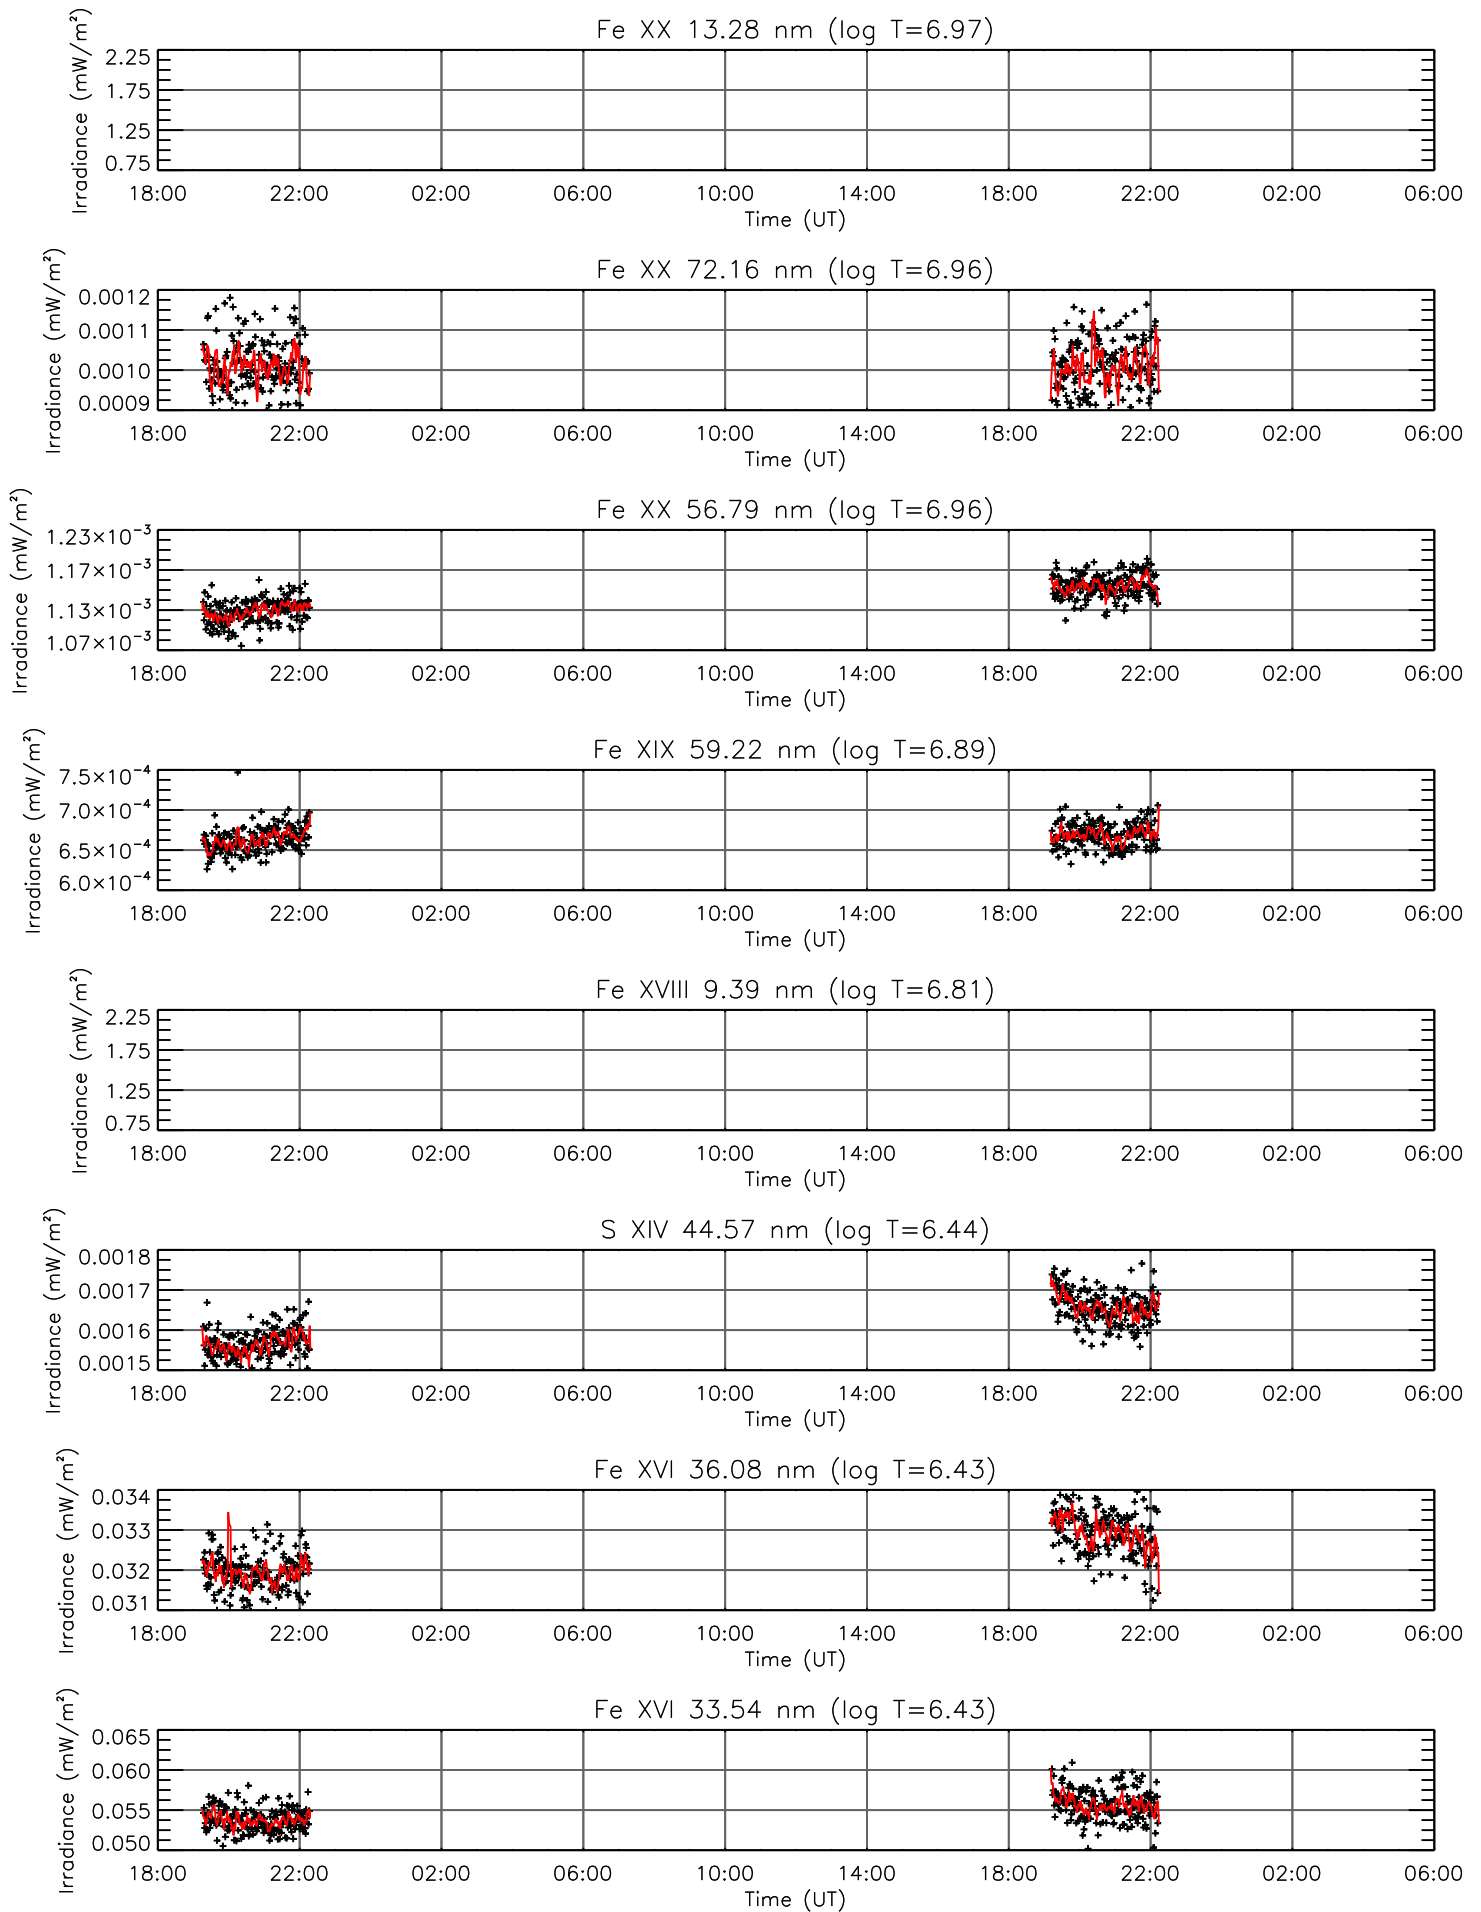 Fe XX 13.28 nm (log T=6.97)
Irradiance (mW/m²)
2.25
1.75
1.25
0.75
18:00 22:00 02:00 06:00 10:00 14:00 18:00 22:00 02:00 06:00
Time (UT)
Fe XX 72.16 nm (log T=6.96)
Irradiance (mW/m²)
0.0012
0.0011
0.0010
0.0009
18:00 22:00 02:00 06:00 10:00 14:00 18:00 22:00 02:00 06:00
Time (UT)
Fe XX 56.79 nm (log T=6.96)
Irradiance (mW/m²)
1.23×10⁻³
1.17×10⁻³
1.13×10⁻³
1.07×10⁻³
18:00 22:00 02:00 06:00 10:00 14:00 18:00 22:00 02:00 06:00
Time (UT)
Fe XIX 59.22 nm (log T=6.89)
Irradiance (mW/m²)
7.5×10⁻⁴
7.0×10⁻⁴
6.5×10⁻⁴
6.0×10⁻⁴
18:00 22:00 02:00 06:00 10:00 14:00 18:00 22:00 02:00 06:00
Time (UT)
Fe XVIII 9.39 nm (log T=6.81)
Irradiance (mW/m²)
2.25
1.75
1.25
0.75
18:00 22:00 02:00 06:00 10:00 14:00 18:00 22:00 02:00 06:00
Time (UT)
S XIV 44.57 nm (log T=6.44)
Irradiance (mW/m²)
0.0018
0.0017
0.0016
0.0015
18:00 22:00 02:00 06:00 10:00 14:00 18:00 22:00 02:00 06:00
Time (UT)
Fe XVI 36.08 nm (log T=6.43)
Irradiance (mW/m²)
0.034
0.033
0.032
0.031
18:00 22:00 02:00 06:00 10:00 14:00 18:00 22:00 02:00 06:00
Time (UT)
Fe XVI 33.54 nm (log T=6.43)
Irradiance (mW/m²)
0.065
0.060
0.055
0.050
18:00 22:00 02:00 06:00 10:00 14:00 18:00 22:00 02:00 06:00
Time (UT)